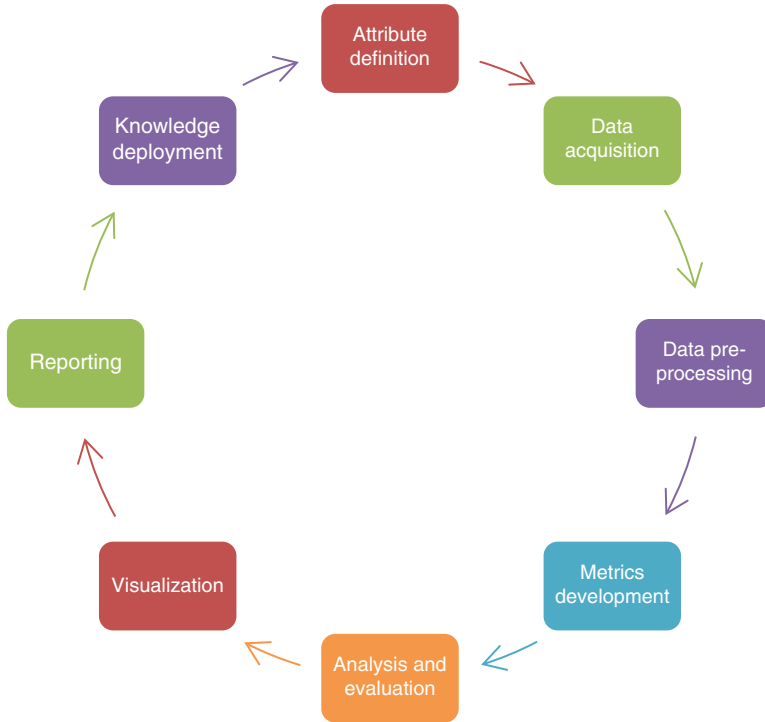 Attribute
definition
Data
acquisition
Data pre-
processing
Metrics
development
Analysis and
evaluation
Visualization
Reporting
Knowledge
deployment